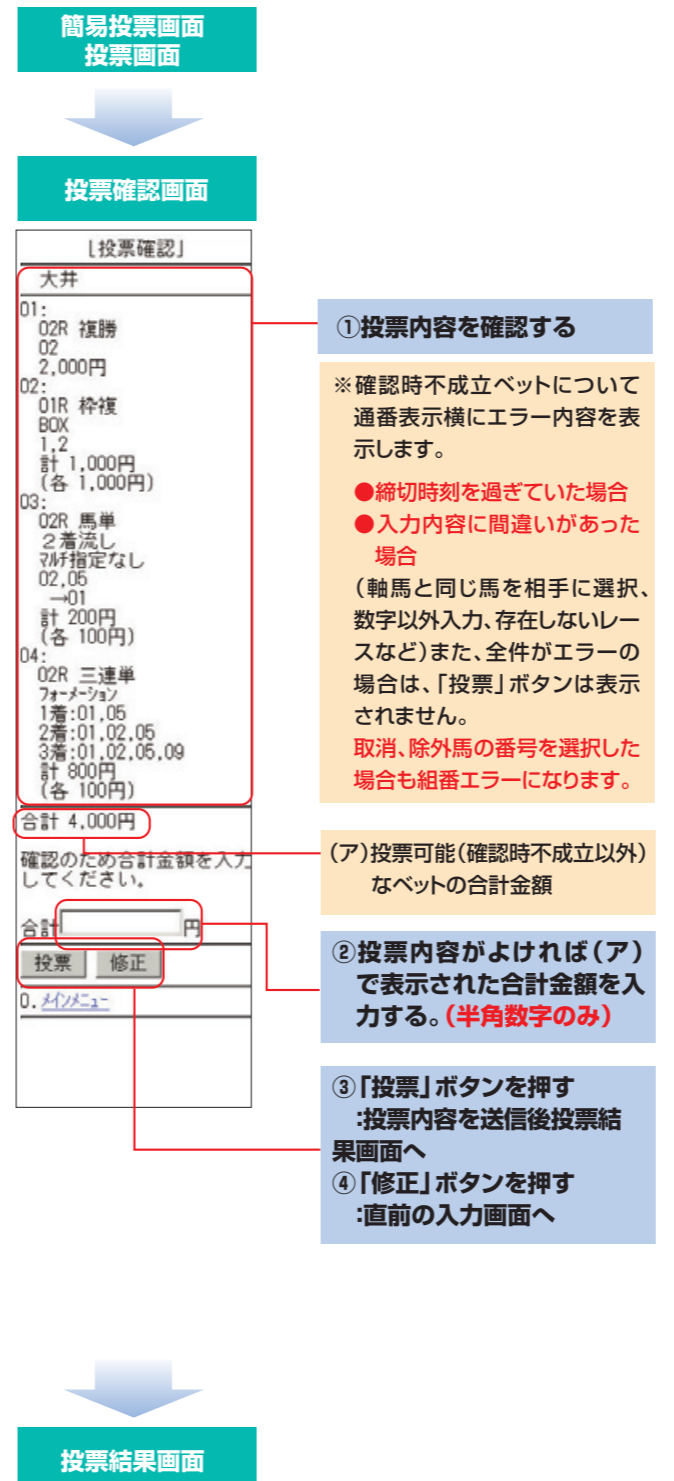 簡易投票画面
投票画面
投票確認画面
[投票確認]
大井
01:
02R 複勝
02
2,000円
02:
01R 枠複
BOX
1,2
計 1,000円
(各 1,000円)
03:
02R 馬単
２着流し
ﾏﾙﾁ指定なし
02,05
→01
計 200円
(各 100円)
04:
02R 三連単
ﾌｫｰﾒｰｼｮﾝ
1着:01,05
2着:01,02,05
3着:01,02,05,09
計 800円
(各 100円)
合計 4,000円
確認のため合計金額を入力
してください。
合計 円
投票 修正
0.ﾒｲﾝﾒﾆｭｰ
①投票内容を確認する
※確認時不成立ベットについて
通番表示横にエラー内容を表
示します。
●締切時刻を過ぎていた場合
●入力内容に間違いがあった
場合
（軸馬と同じ馬を相手に選択、
数字以外入力、存在しないレー
スなど）また、全件がエラーの
場合は、「投票」ボタンは表示
されません。
取消、除外馬の番号を選択した
場合も組番エラーになります。
（ア）投票可能（確認時不成立以外）
なベットの合計金額
②投票内容がよければ（ア）
で表示された合計金額を入
力する。（半角数字のみ）
③「投票」ボタンを押す
：投票内容を送信後投票結
果画面へ
④「修正」ボタンを押す
：直前の入力画面へ
投票結果画面